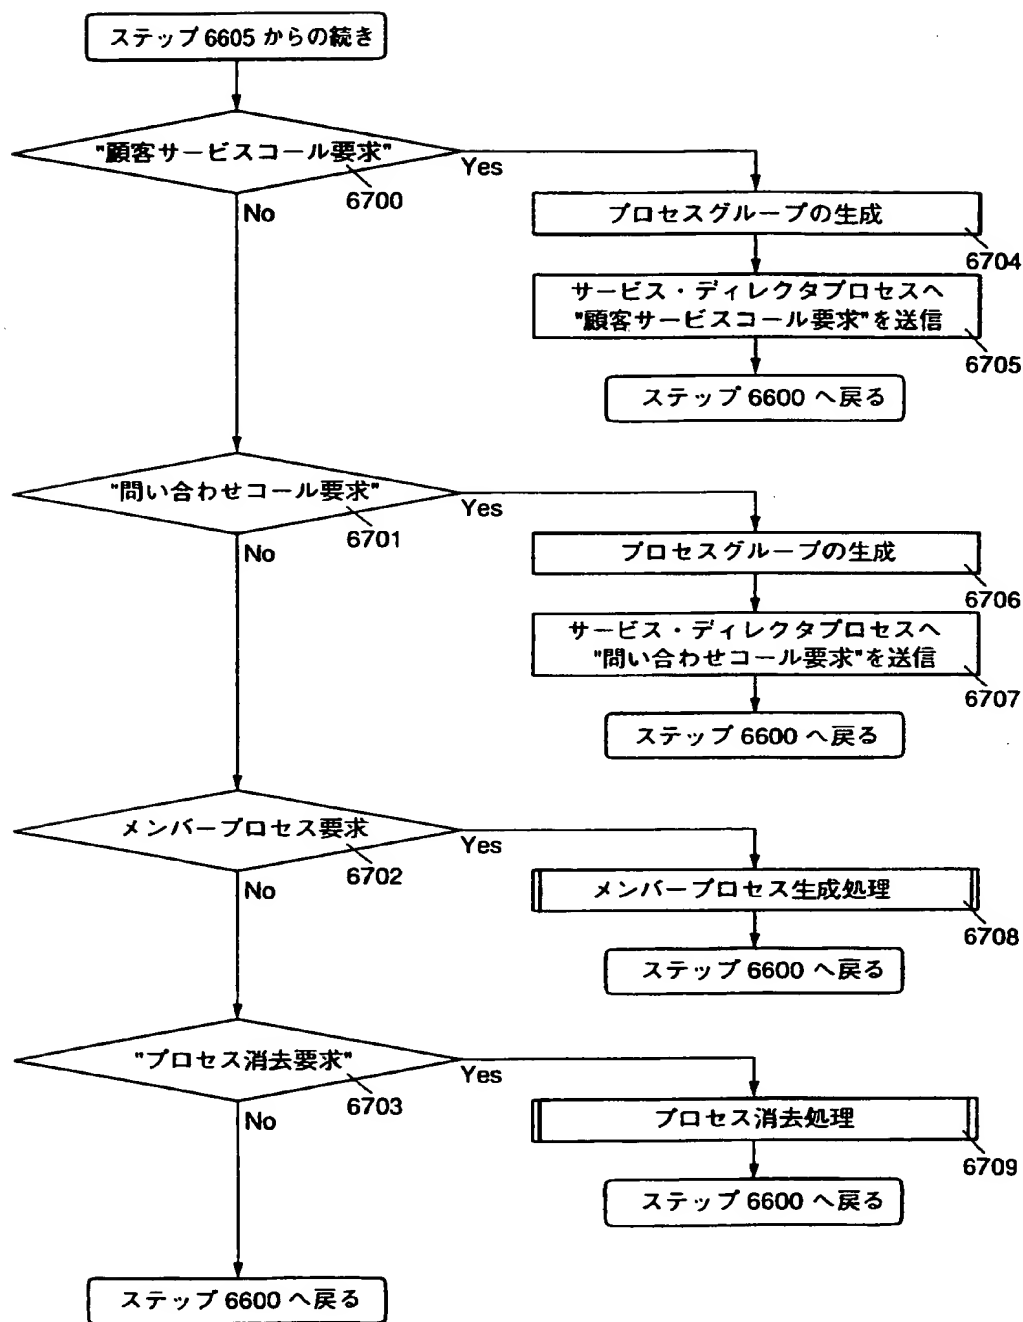 ステップ 6605 からの続き
"顧客サービスコール要求"
6700
Yes
No
プロセスグループの生成
6704
サービス・ディレクタプロセスへ
"顧客サービスコール要求"を送信
6705
ステップ 6600 へ戻る
"問い合わせコール要求"
6701
Yes
No
プロセスグループの生成
6706
サービス・ディレクタプロセスへ
"問い合わせコール要求"を送信
6707
ステップ 6600 へ戻る
メンバープロセス要求
6702
Yes
No
メンバープロセス生成処理
6708
ステップ 6600 へ戻る
"プロセス消去要求"
6703
Yes
No
プロセス消去処理
6709
ステップ 6600 へ戻る
ステップ 6600 へ戻る